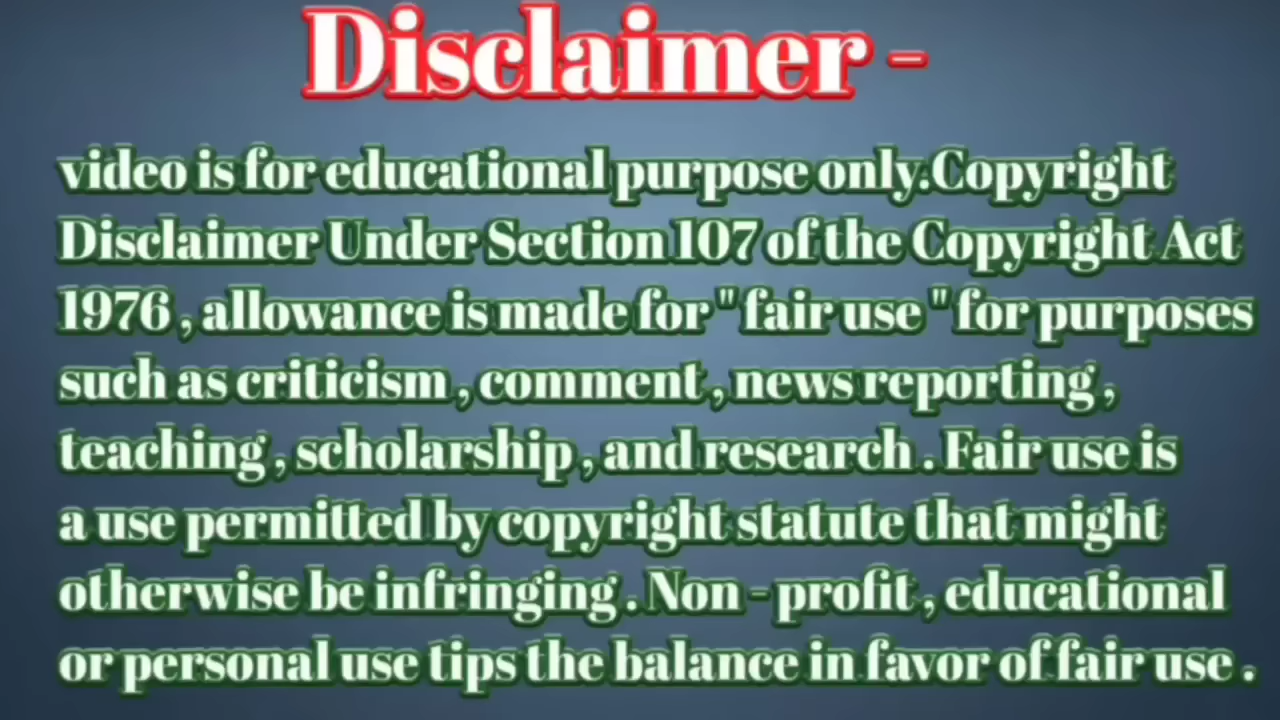 Disclaimer -
video is for educational purpose only.Copyright
Disclaimer Under Section 107 of the Copyright Act
1976 , allowance is made for " fair use " for purposes
such as criticism , comment , news reporting ,
teaching , scholarship , and research . Fair use is
a use permitted by copyright statute that might
otherwise be infringing . Non - profit , educational
or personal use tips the balance in favor of fair use .